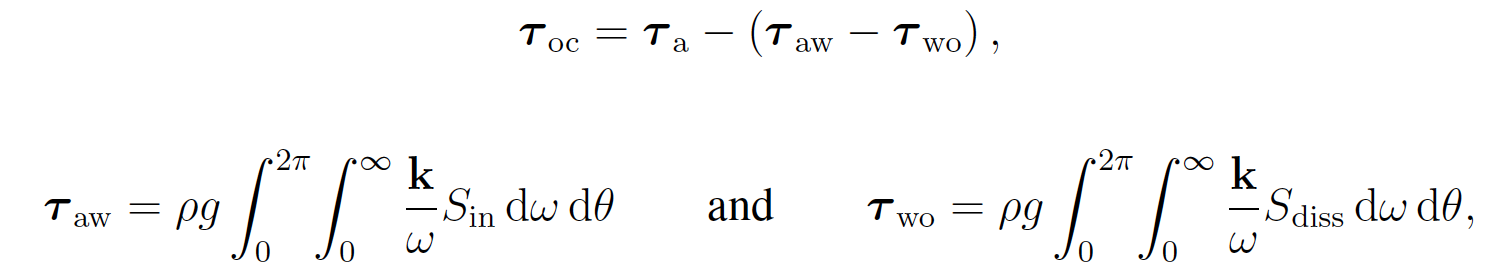 𝛕_oc = 𝛕_a − (𝛕_aw − 𝛕_wo) ,
𝛕_aw = ρg ∫_0^{2π} ∫_0^∞ (𝐤/ω) S_in dω dθ and 𝛕_wo = ρg ∫_0^{2π} ∫_0^∞ (𝐤/ω) S_diss dω dθ,